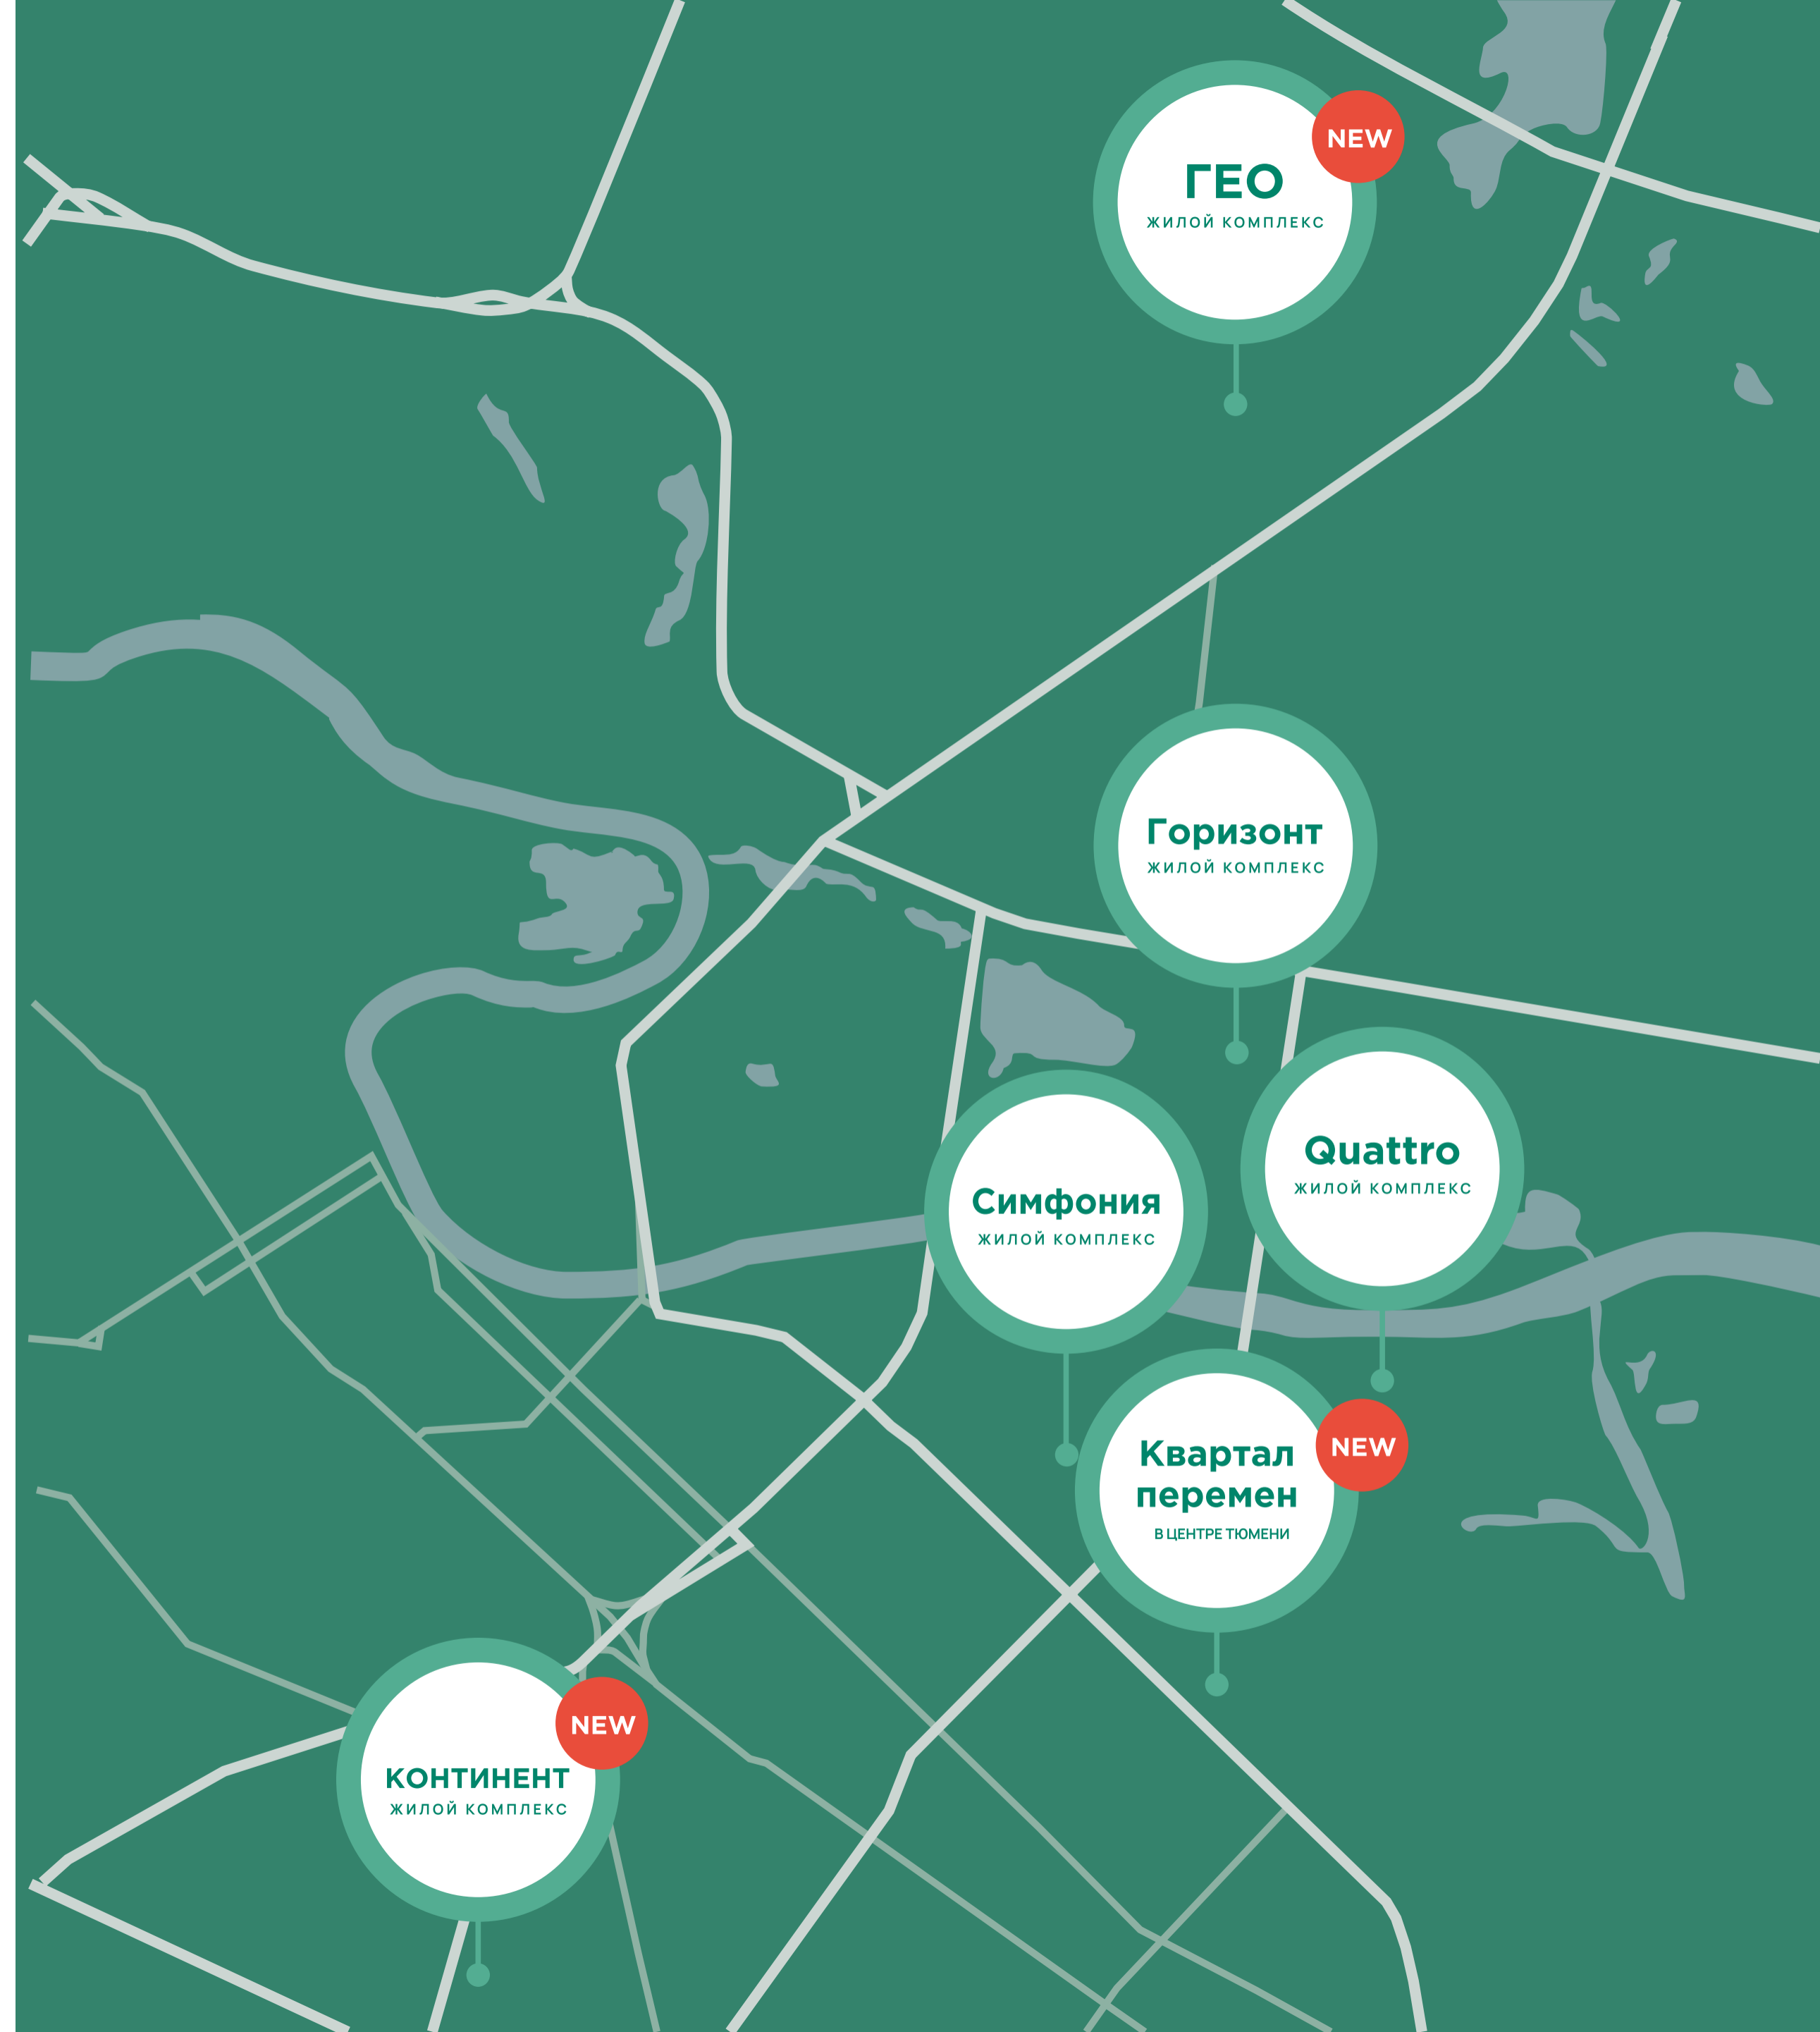 NEW
ГЕО
ЖИЛОЙ КОМПЛЕКС
Горизонт
ЖИЛОЙ КОМПЛЕКС
Quattro
ЖИЛОЙ КОМПЛЕКС
Симфония
ЖИЛОЙ КОМПЛЕКС
NEW
Квартал
перемен
В ЦЕНТРЕ ТЮМЕНИ
NEW
КОНТИНЕНТ
ЖИЛОЙ КОМПЛЕКС